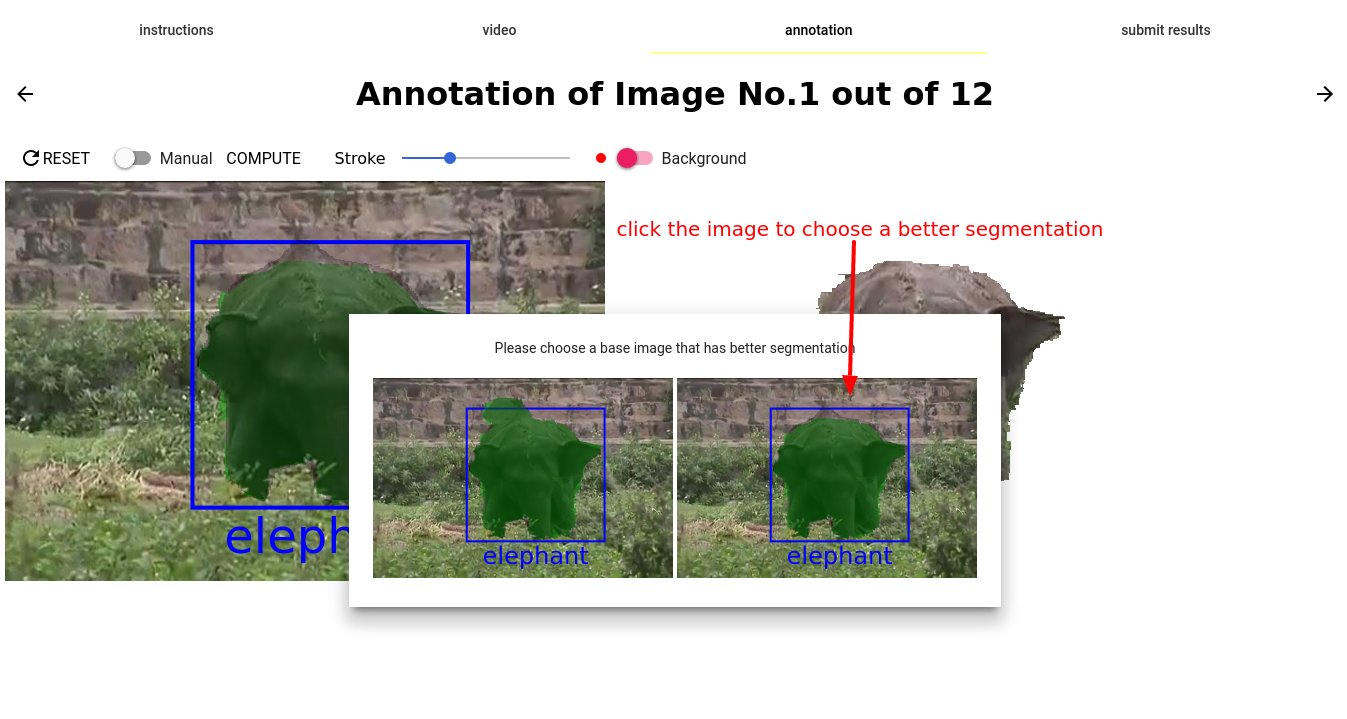 instructions
video
annotation
submit results
Annotation of Image No.1 out of 12
RESET
Manual
COMPUTE
Stroke
Background
click the image to choose a better segmentation
Please choose a base image that has better segmentation
elephant
elephant
eleph